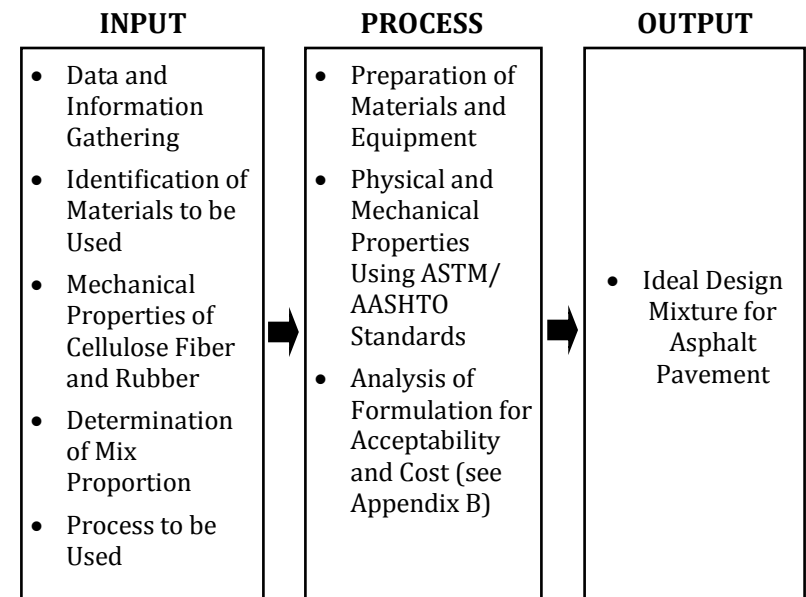 INPUT
• Data and
Information
Gathering
• Identification of
Materials to be
Used
• Mechanical
Properties of
Cellulose Fiber
and Rubber
• Determination
of Mix
Proportion
• Process to be
Used
PROCESS
• Preparation of
Materials and
Equipment
• Physical and
Mechanical
Properties
Using ASTM/
AASHTO
Standards
• Analysis of
Formulation for
Acceptability
and Cost (see
Appendix B)
OUTPUT
• Ideal Design
Mixture for
Asphalt
Pavement